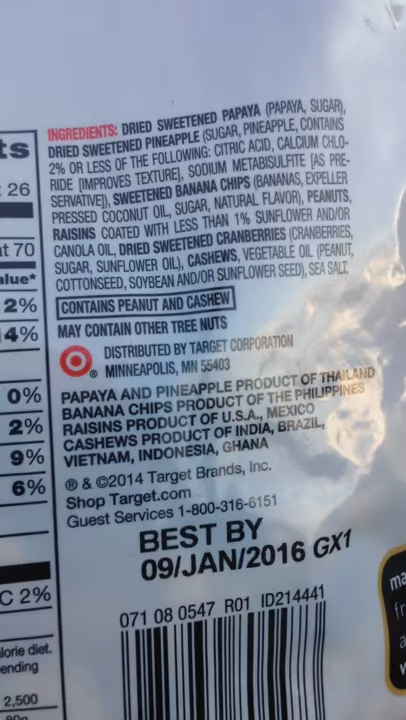 INGREDIENTS: DRIED SWEETENED PAPAYA (PAPAYA, SUGAR),
DRIED SWEETENED PINEAPPLE (SUGAR, PINEAPPLE, CONTAINS
2% OR LESS OF THE FOLLOWING: CITRIC ACID, CALCIUM CHLO-
RIDE [IMPROVES TEXTURE], SODIUM METABISULFITE [AS PRE-
SERVATIVE]), SWEETENED BANANA CHIPS (BANANAS, EXPELLER
PRESSED COCONUT OIL, SUGAR, NATURAL FLAVOR), PEANUTS,
RAISINS COATED WITH LESS THAN 1% SUNFLOWER AND/OR
CANOLA OIL, DRIED SWEETENED CRANBERRIES (CRANBERRIES,
SUGAR, SUNFLOWER OIL), CASHEWS, VEGETABLE OIL (PEANUT,
COTTONSEED, SOYBEAN AND/OR SUNFLOWER SEED), SEA SALT.
CONTAINS PEANUT AND CASHEW
MAY CONTAIN OTHER TREE NUTS
DISTRIBUTED BY TARGET CORPORATION
MINNEAPOLIS, MN 55403
PAPAYA AND PINEAPPLE PRODUCT OF THAILAND
BANANA CHIPS PRODUCT OF THE PHILIPPINES
RAISINS PRODUCT OF U.S.A., MEXICO
CASHEWS PRODUCT OF INDIA, BRAZIL,
VIETNAM, INDONESIA, GHANA
® & ©2014 Target Brands, Inc.
Shop Target.com
Guest Services 1-800-316-6151
BEST BY
09/JAN/2016 GX1
071 08 0547 R01 ID214441
ts
26
at 70
alue*
2%
4%
0%
2%
9%
6%
C 2%
lorie diet.
ending
2,500
80g
ma
fr